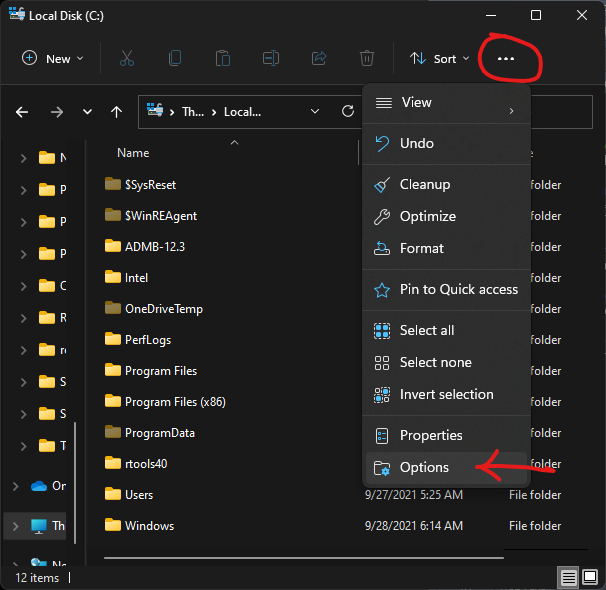 Local Disk (C:)
New
Sort
Th... Local...
View
Undo
Cleanup
Optimize
Format
Pin to Quick access
Select all
Select none
Invert selection
Properties
Options
Name
$SysReset
folder
$WinREAgent
folder
ADMB-12.3
folder
Intel
folder
OneDriveTemp
folder
PerfLogs
folder
Program Files
folder
Program Files (x86)
folder
ProgramData
folder
rtools40
folder
Users 9/27/2021 5:25 AM File folder
Windows 9/28/2021 6:14 AM File folder
On
Th
12 items